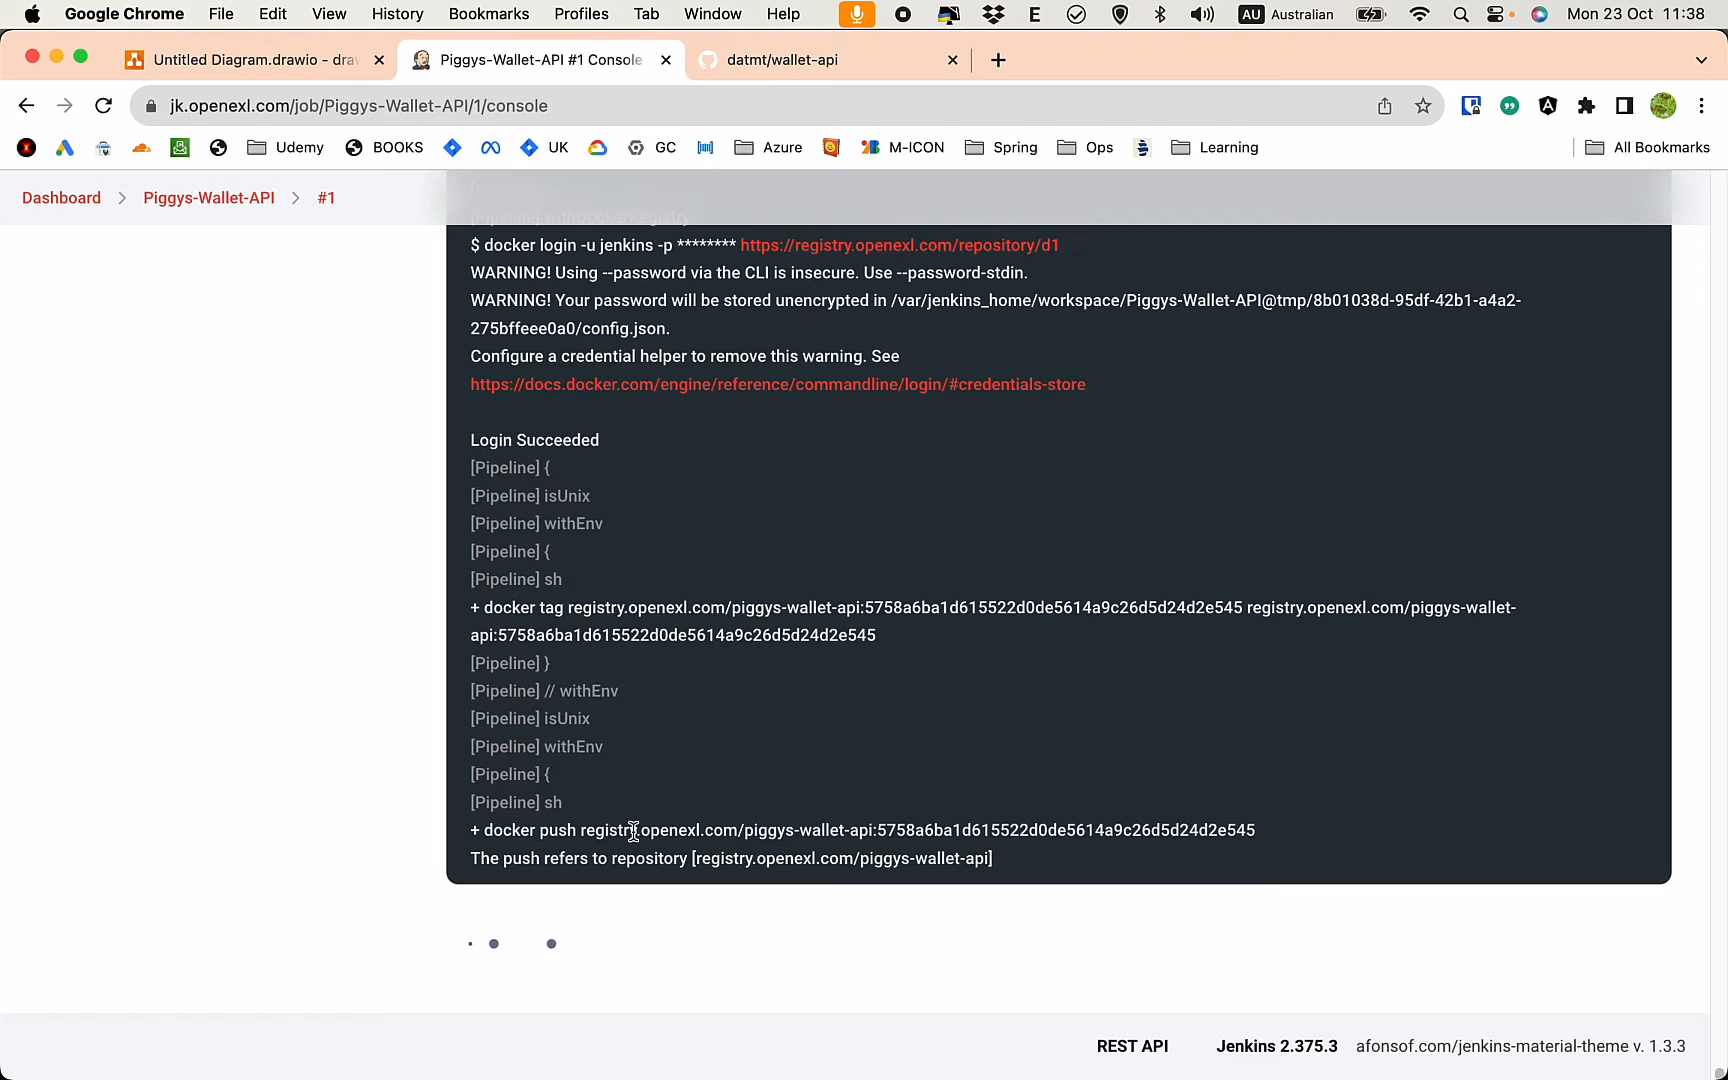 Google Chrome File Edit View History Bookmarks Profiles Tab Window Help E AU Australian Mon 23 Oct 11:38
Untitled Diagram.drawio - dra Piggys-Wallet-API #1 Console datmt/wallet-api
jk.openexl.com/job/Piggys-Wallet-API/1/console
Udemy BOOKS UK GC Azure M-ICON Spring Ops Learning All Bookmarks
Dashboard Piggys-Wallet-API #1
[Pipeline] withDockerRegistry
$ docker login -u jenkins -p ******** https://registry.openexl.com/repository/d1
WARNING! Using --password via the CLI is insecure. Use --password-stdin.
WARNING! Your password will be stored unencrypted in /var/jenkins_home/workspace/Piggys-Wallet-API@tmp/8b01038d-95df-42b1-a4a2-
275bffeee0a0/config.json.
Configure a credential helper to remove this warning. See
https://docs.docker.com/engine/reference/commandline/login/#credentials-store
Login Succeeded
[Pipeline] {
[Pipeline] isUnix
[Pipeline] withEnv
[Pipeline] {
[Pipeline] sh
+ docker tag registry.openexl.com/piggys-wallet-api:5758a6ba1d615522d0de5614a9c26d5d24d2e545 registry.openexl.com/piggys-wallet-
api:5758a6ba1d615522d0de5614a9c26d5d24d2e545
[Pipeline] }
[Pipeline] // withEnv
[Pipeline] isUnix
[Pipeline] withEnv
[Pipeline] {
[Pipeline] sh
+ docker push registry.openexl.com/piggys-wallet-api:5758a6ba1d615522d0de5614a9c26d5d24d2e545
The push refers to repository [registry.openexl.com/piggys-wallet-api]
REST API Jenkins 2.375.3 afonsof.com/jenkins-material-theme v. 1.3.3